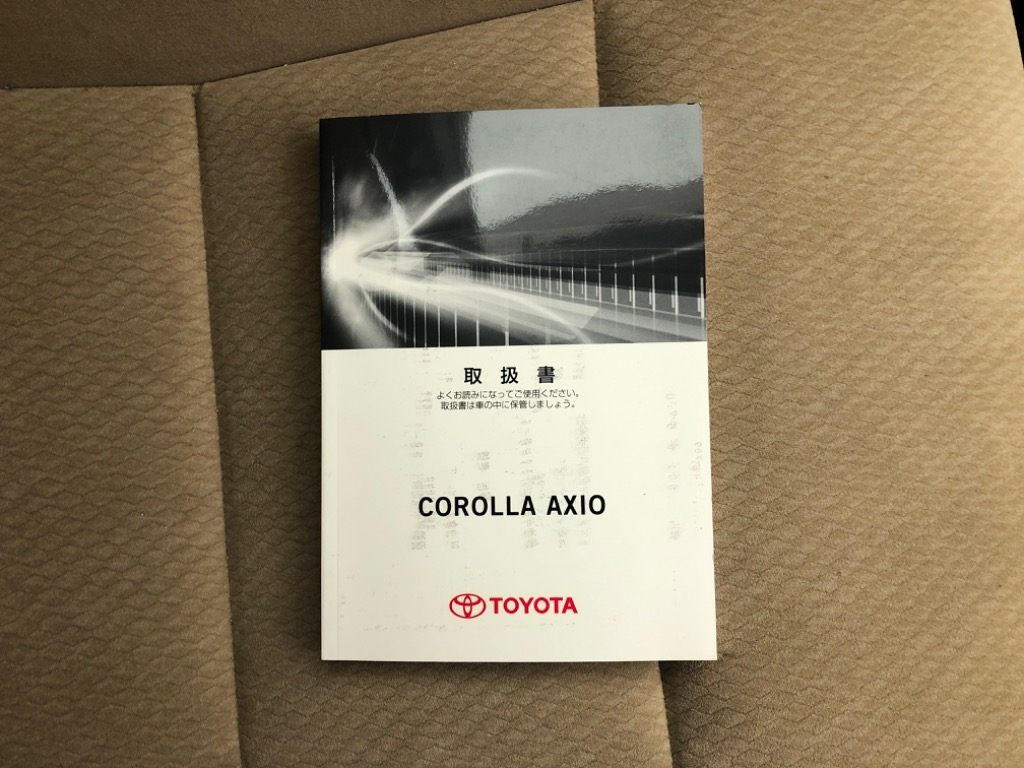 取扱書
よくお読みになってご使用ください。
取扱書は車の中に保管しましょう。
COROLLA AXIO
TOYOTA